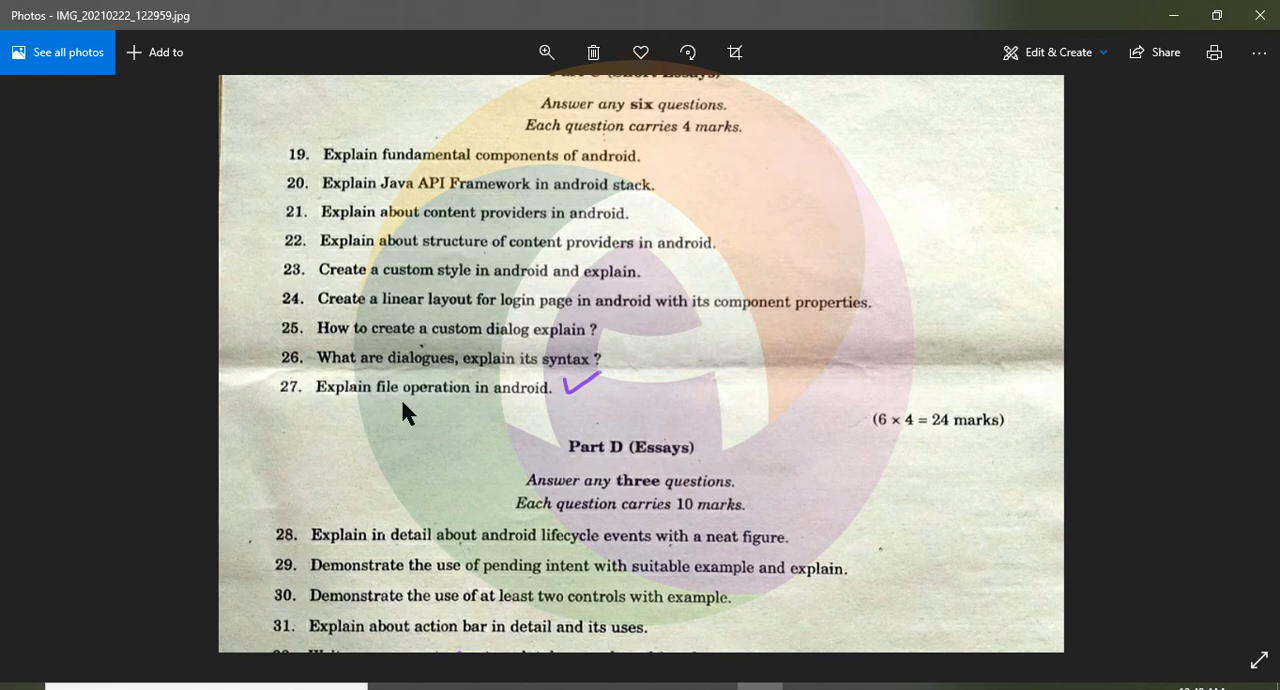 Photos - IMG_20210222_122959.jpg
See all photos
Add to
Edit & Create
Share
Answer any six questions.
Each question carries 4 marks.
19. Explain fundamental components of android.
20. Explain Java API Framework in android stack.
21. Explain about content providers in android.
22. Explain about structure of content providers in android.
23. Create a custom style in android and explain.
24. Create a linear layout for login page in android with its component properties.
25. How to create a custom dialog explain ?
26. What are dialogues, explain its syntax ?
27. Explain file operation in android.
(6 × 4 = 24 marks)
Part D (Essays)
Answer any three questions.
Each question carries 10 marks.
28. Explain in detail about android lifecycle events with a neat figure.
29. Demonstrate the use of pending intent with suitable example and explain.
30. Demonstrate the use of at least two controls with example.
31. Explain about action bar in detail and its uses.